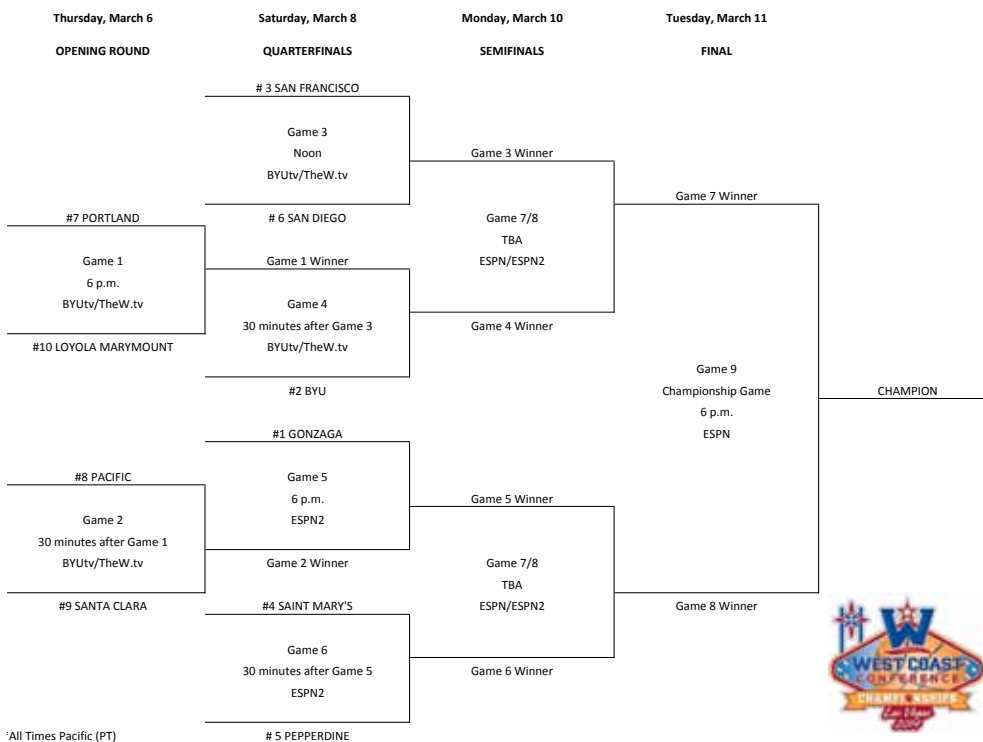 Thursday, March 6
Saturday, March 8
Monday, March 10
Tuesday, March 11
OPENING ROUND
QUARTERFINALS
SEMIFINALS
FINAL
# 3 SAN FRANCISCO
Game 3
Noon
BYUtv/TheW.tv
# 6 SAN DIEGO
Game 3 Winner
Game 7/8
TBA
ESPN/ESPN2
Game 4 Winner
Game 7 Winner
#7 PORTLAND
Game 1
6 p.m.
BYUtv/TheW.tv
#10 LOYOLA MARYMOUNT
Game 1 Winner
Game 4
30 minutes after Game 3
BYUtv/TheW.tv
#2 BYU
Game 9
Championship Game
6 p.m.
ESPN
CHAMPION
#1 GONZAGA
Game 5
6 p.m.
ESPN2
Game 2 Winner
#8 PACIFIC
Game 2
30 minutes after Game 1
BYUtv/TheW.tv
#9 SANTA CLARA
Game 5 Winner
Game 7/8
TBA
ESPN/ESPN2
Game 6 Winner
Game 8 Winner
#4 SAINT MARY'S
Game 6
30 minutes after Game 5
ESPN2
# 5 PEPPERDINE
W
WEST COAST
CONFERENCE
CHAMPIONSHIPS
Las Vegas
2014
*All Times Pacific (PT)